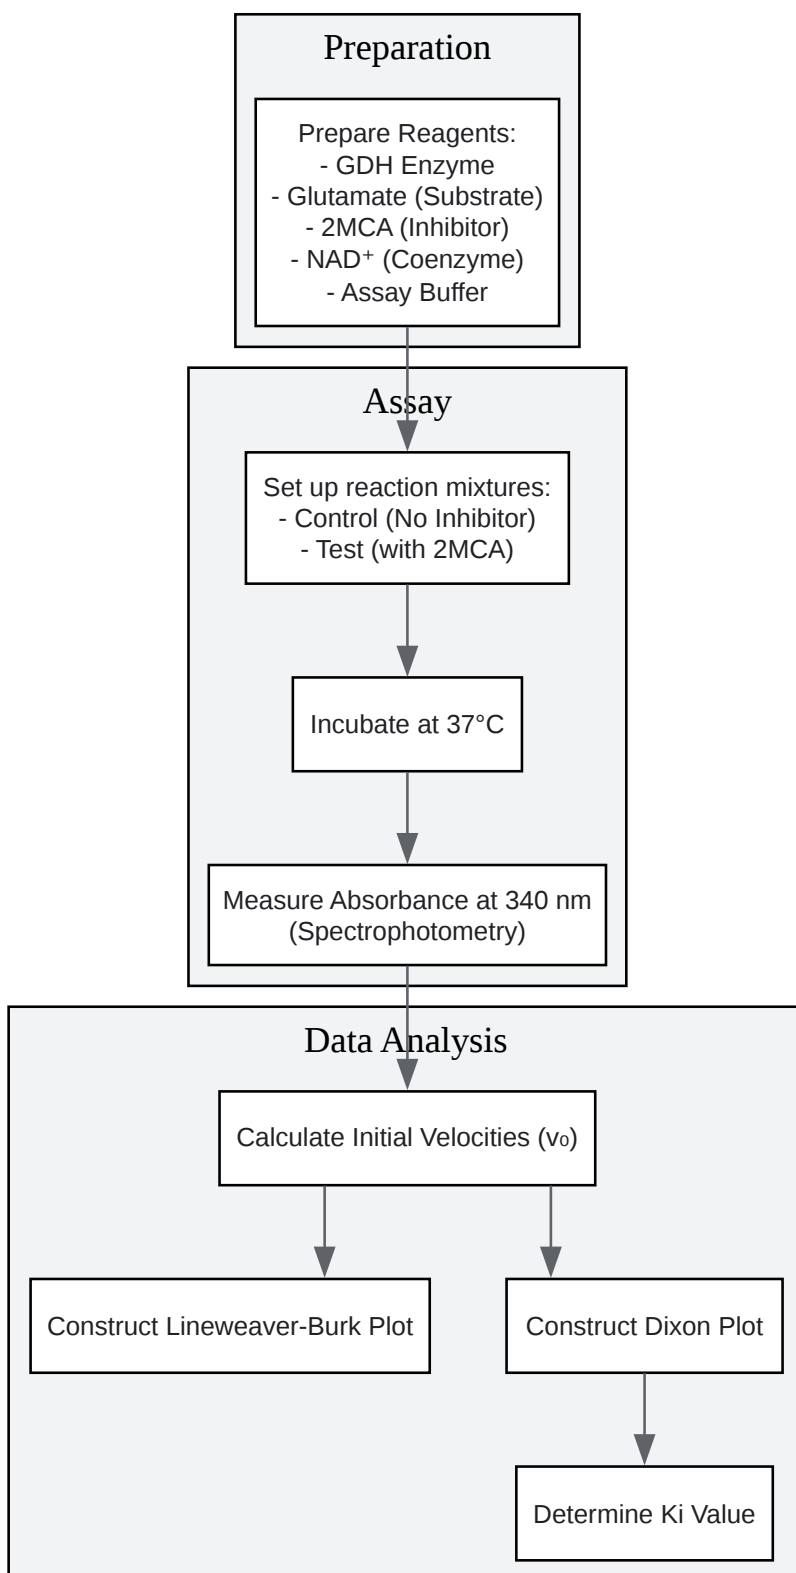 Preparation
Prepare Reagents:
- GDH Enzyme
- Glutamate (Substrate)
- 2MCA (Inhibitor)
- NAD⁺ (Coenzyme)
- Assay Buffer
Assay
Set up reaction mixtures:
- Control (No Inhibitor)
- Test (with 2MCA)
Incubate at 37°C
Measure Absorbance at 340 nm
(Spectrophotometry)
Data Analysis
Calculate Initial Velocities (v₀)
Construct Lineweaver-Burk Plot
Construct Dixon Plot
Determine Ki Value